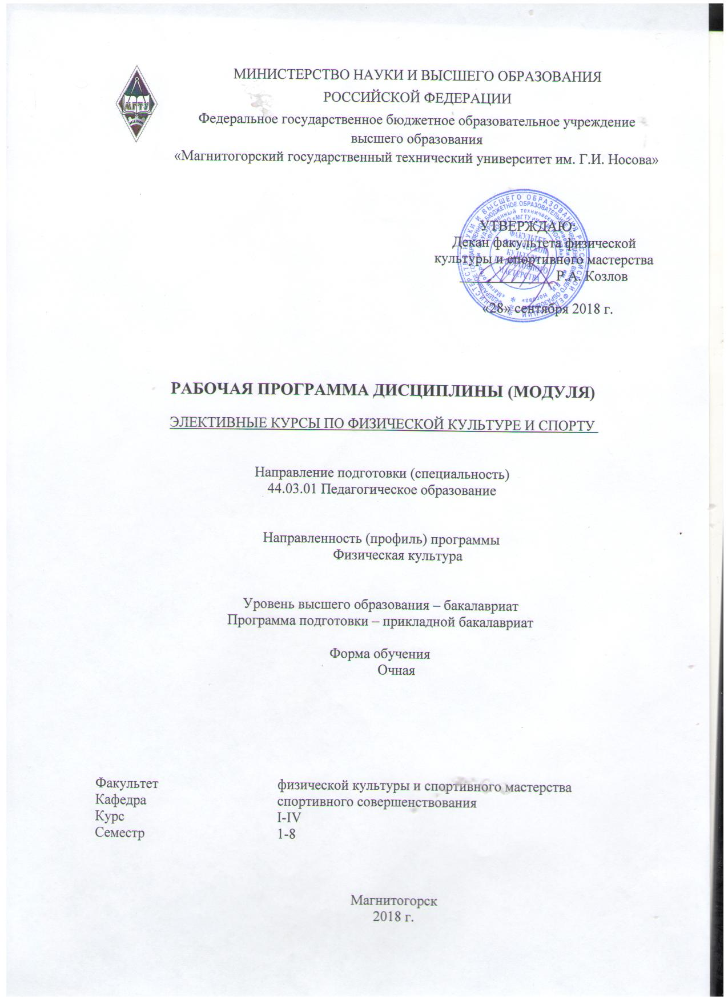 МИНИСТЕРСТВО НАУКИ И ВЫСШЕГО ОБРАЗОВАНИЯ
РОССИЙСКОЙ ФЕДЕРАЦИИ
Федеральное государственное бюджетное образовательное учреждение
высшего образования
«Магнитогорский государственный технический университет им. Г.И. Носова»
МГТУ
УТВЕРЖДАЮ:
Декан факультета физической
культуры и спортивного мастерства
Р.А. Козлов
«28» сентября 2018 г.
ФАКУЛЬТЕТ
МАСТЕРСТВА
РАБОЧАЯ ПРОГРАММА ДИСЦИПЛИНЫ (МОДУЛЯ)
ЭЛЕКТИВНЫЕ КУРСЫ ПО ФИЗИЧЕСКОЙ КУЛЬТУРЕ И СПОРТУ
Направление подготовки (специальность)
44.03.01 Педагогическое образование
Направленность (профиль) программы
Физическая культура
Уровень высшего образования – бакалавриат
Программа подготовки – прикладной бакалавриат
Форма обучения
Очная
Факультет физической культуры и спортивного мастерства
Кафедра спортивного совершенствования
Курс I-IV
Семестр 1-8
Магнитогорск
2018 г.